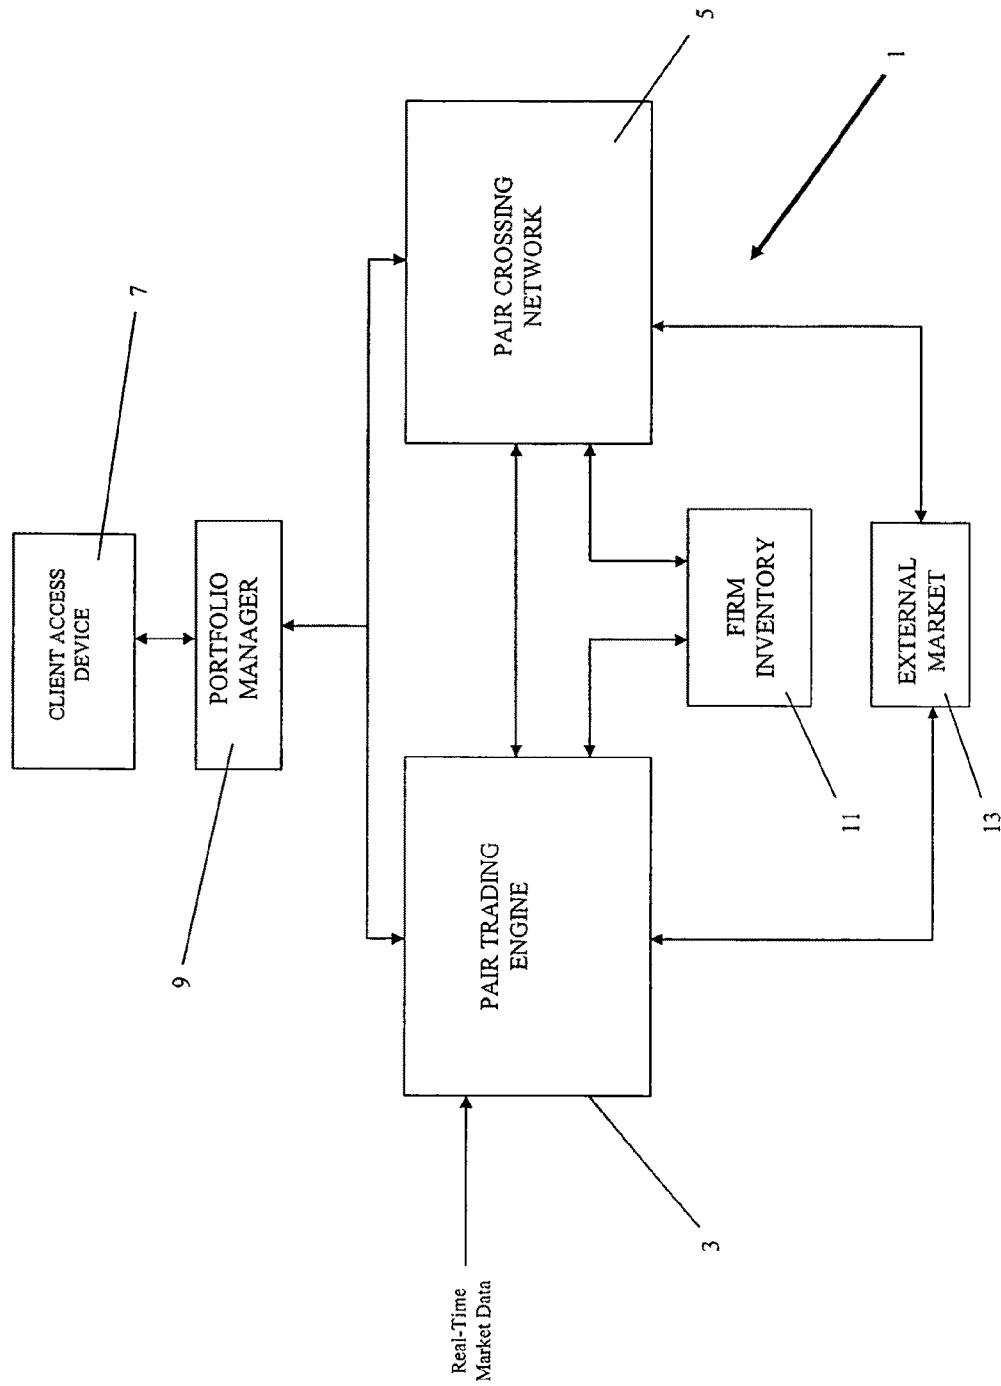 CLIENT ACCESS
DEVICE
7
PORTFOLIO
MANAGER
9
PAIR TRADING
ENGINE
3
Real-Time
Market Data
PAIR CROSSING
NETWORK
5
FIRM
INVENTORY
11
EXTERNAL
MARKET
13
1